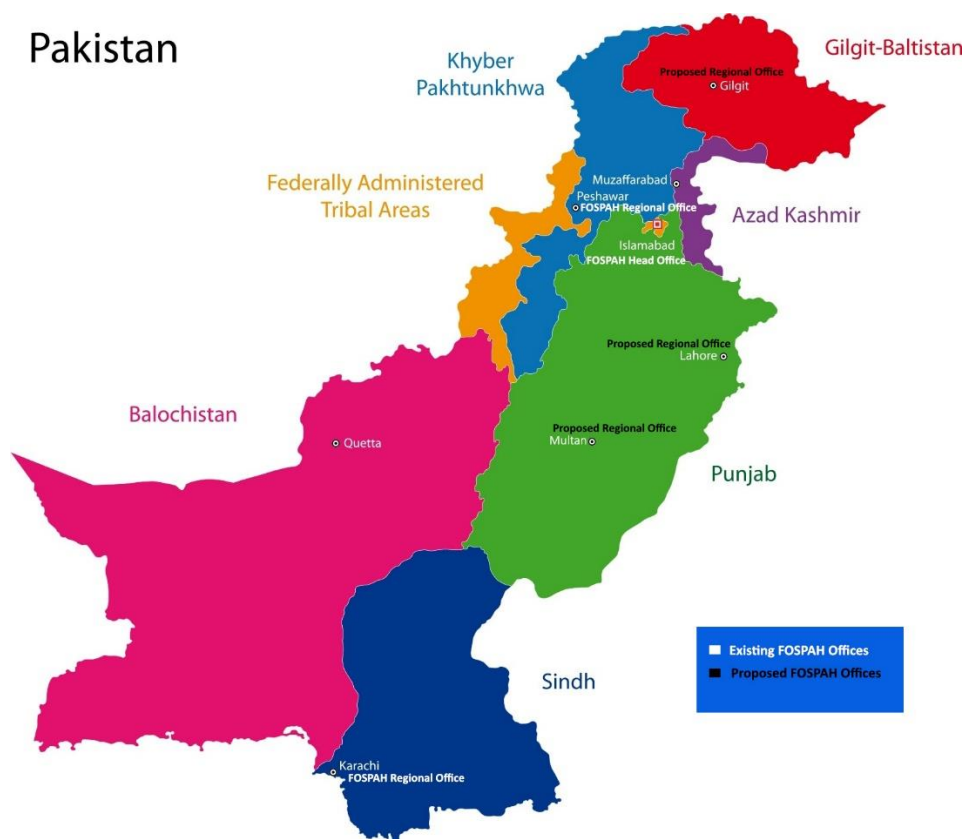 Pakistan
Gilgit-Baltistan
Khyber
Pakhtunkhwa
Proposed Regional Office
Gilgit
Federally Administered
Tribal Areas
Muzaffarabad
Peshawar
FOSPAH Regional Office
Azad Kashmir
Islamabad
FOSPAH Head Office
Proposed Regional Office
Lahore
Balochistan
Quetta
Proposed Regional Office
Multan
Punjab
Existing FOSPAH Offices
Proposed FOSPAH Offices
Sindh
Karachi
FOSPAH Regional Office